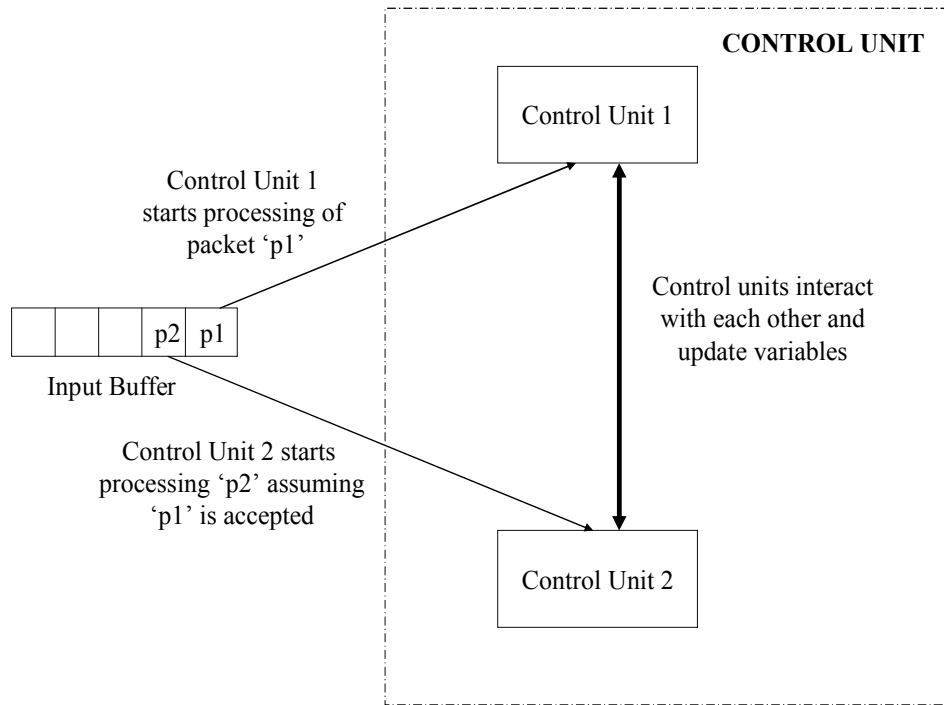 CONTROL UNIT
Control Unit 1
Control Unit 1
starts processing of
packet ‘p1’
Control units interact
with each other and
update variables
p2 p1
Input Buffer
Control Unit 2 starts
processing ‘p2’ assuming
‘p1’ is accepted
Control Unit 2